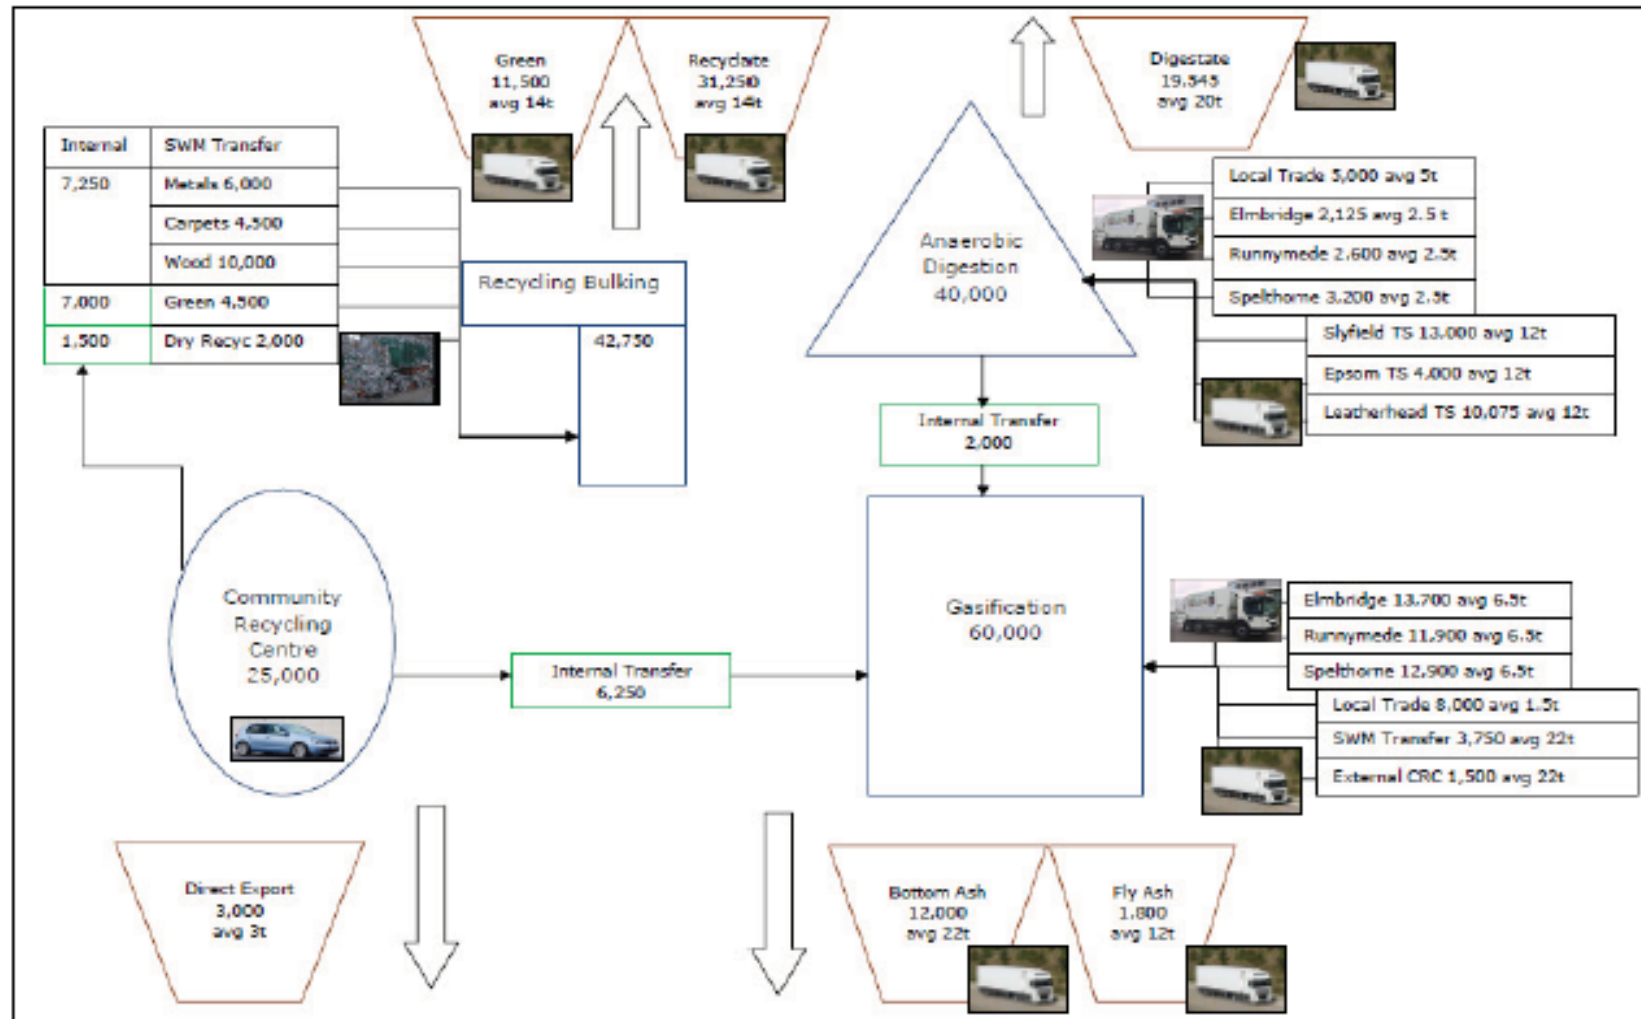 Green
11,500
avg 14t
Recyclate
31,250
avg 14t
Digestate
19,545
avg 20t
Internal
SWM Transfer
7,250
Metals 6,000
Carpets 4,500
Wood 10,000
7,000
Green 4,500
1,500
Dry Recyc 2,000
Recycling Bulking
42,750
Anaerobic
Digestion
40,000
Local Trade 5,000 avg 5t
Elmbridge 2,125 avg 2.5 t
Runnymede 2,600 avg 2.5t
Spelthorne 3,200 avg 2.5t
Slyfield TS 13,000 avg 12t
Epsom TS 4,000 avg 12t
Leatherhead TS 10,075 avg 12t
Internal Transfer
2,000
Community
Recycling
Centre
25,000
Internal Transfer
6,250
Gasification
60,000
Elmbridge 13,700 avg 6.5t
Runnymede 11,900 avg 6.5t
Spelthorne 12,900 avg 6.5t
Local Trade 8,000 avg 1.5t
SWM Transfer 3,750 avg 22t
External CRC 1,500 avg 22t
Direct Export
3,000
avg 3t
Bottom Ash
12,000
avg 22t
Fly Ash
1,800
avg 12t